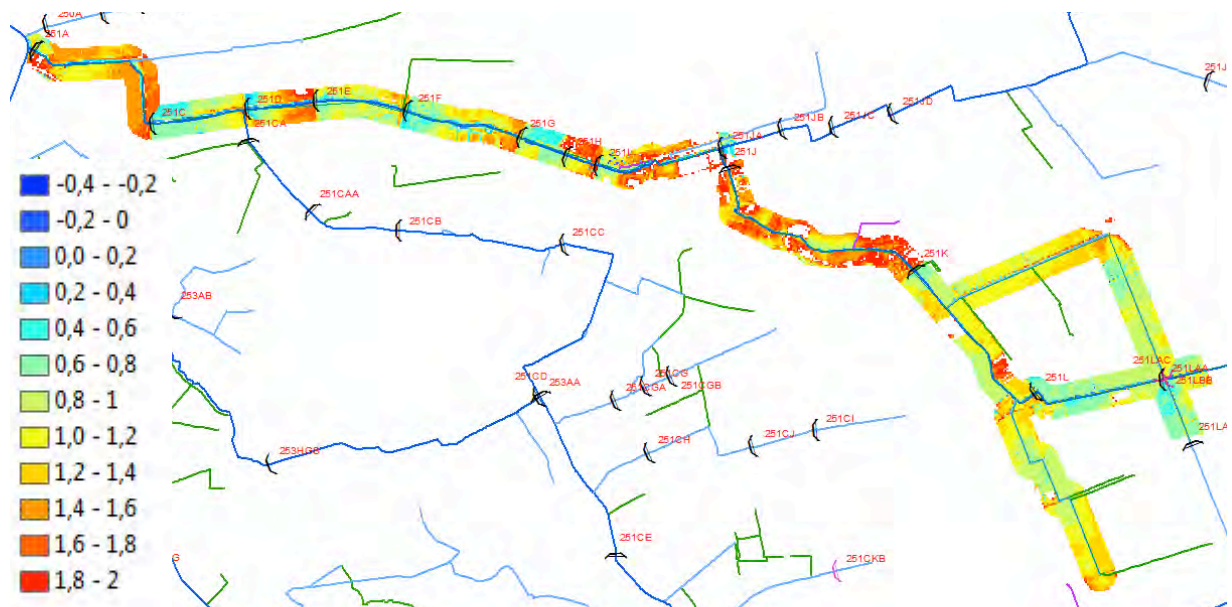 250A
251A
251J
251E
251D
251F
251C
251CA
251G
251H
251I
251JA
251JB
251JC
251JD
251J
-0,4 - -0,2
-0,2 - 0
0,0 - 0,2
0,2 - 0,4
0,4 - 0,6
0,6 - 0,8
0,8 - 1
1,0 - 1,2
1,2 - 1,4
1,4 - 1,6
1,6 - 1,8
1,8 - 2
251CAA
251CB
251CC
251K
253AB
251CD
253AA
251CG
251CGA
251CGB
251L
251LAC
251LAA
251LBB
251LA
251CH
251CJ
251CI
253HGB
251CE
251CKB
G